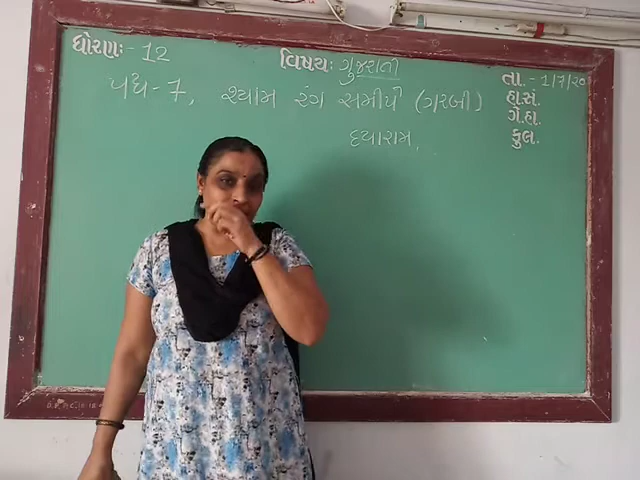 ધોરણ:- 12 વિષય: ગુજરાતી તા. - 1/7/20
હા.સં.
ગે.હા.
કુલ.
પદ્ય-7, શ્યામ રંગ સમીપે (ગરબી)
દયારામ.